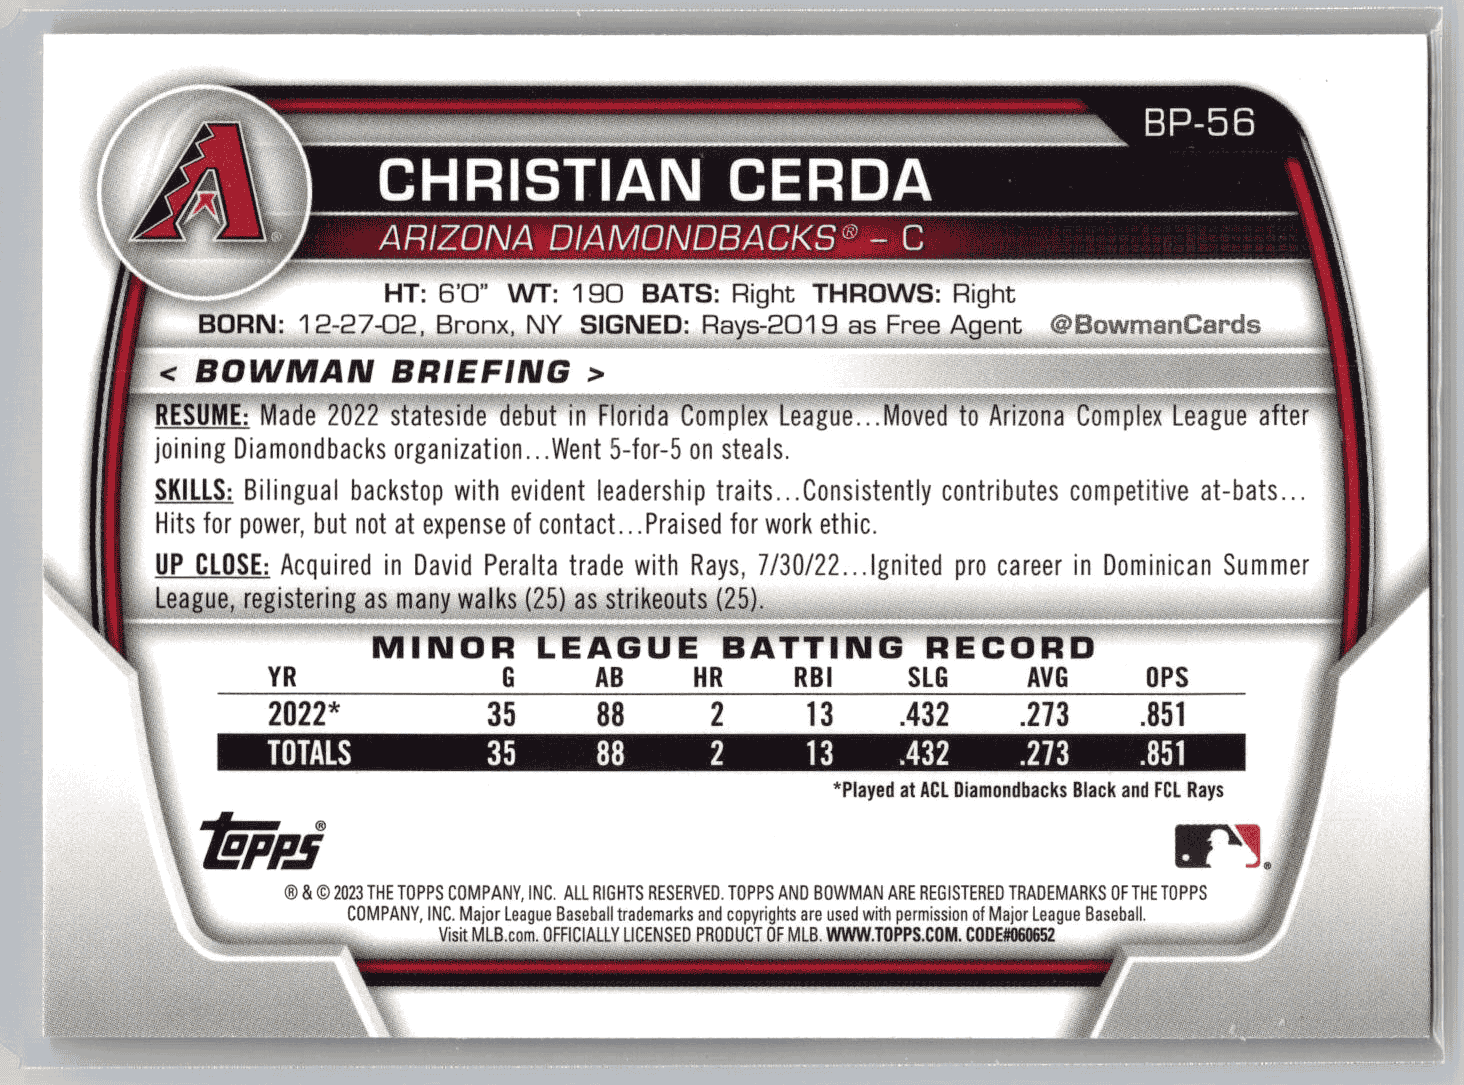 BP-56
CHRISTIAN CERDA
ARIZONA DIAMONDBACKS® – C
HT: 6'0" WT: 190 BATS: Right THROWS: Right
BORN: 12-27-02, Bronx, NY SIGNED: Rays-2019 as Free Agent @BowmanCards
< BOWMAN BRIEFING >
RESUME: Made 2022 stateside debut in Florida Complex League...Moved to Arizona Complex League after
joining Diamondbacks organization...Went 5-for-5 on steals.
SKILLS: Bilingual backstop with evident leadership traits...Consistently contributes competitive at-bats...
Hits for power, but not at expense of contact...Praised for work ethic.
UP CLOSE: Acquired in David Peralta trade with Rays, 7/30/22...Ignited pro career in Dominican Summer
League, registering as many walks (25) as strikeouts (25).
MINOR LEAGUE BATTING RECORD
YR G AB HR RBI SLG AVG OPS
2022* 35 88 2 13 .432 .273 .851
TOTALS 35 88 2 13 .432 .273 .851
*Played at ACL Diamondbacks Black and FCL Rays
TOPPS®
® & © 2023 THE TOPPS COMPANY, INC. ALL RIGHTS RESERVED. TOPPS AND BOWMAN ARE REGISTERED TRADEMARKS OF THE TOPPS
COMPANY, INC. Major League Baseball trademarks and copyrights are used with permission of Major League Baseball.
Visit MLB.com. OFFICIALLY LICENSED PRODUCT OF MLB. WWW.TOPPS.COM. CODE#060652